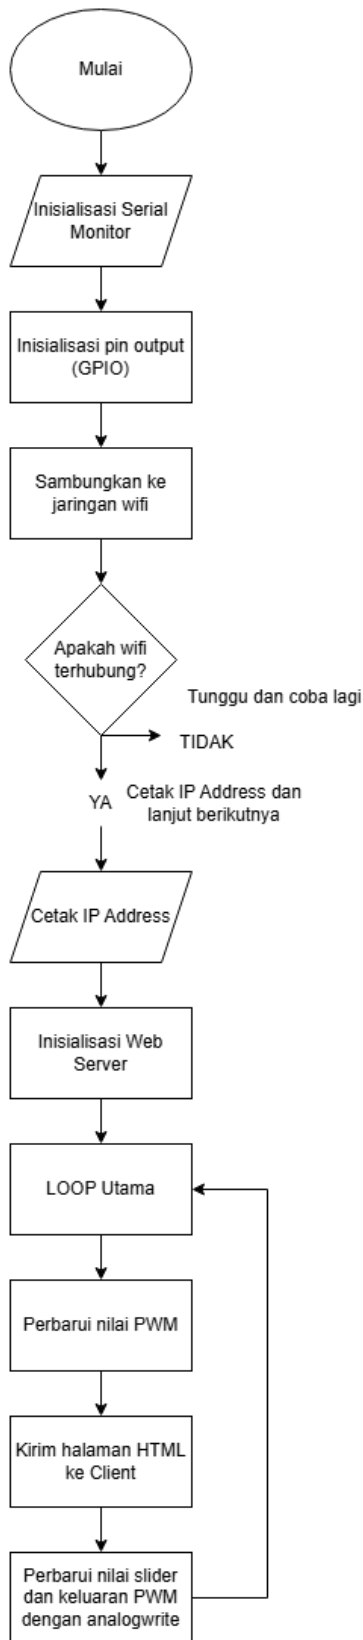 Mulai
Inisialisasi Serial
Monitor
Inisialisasi pin output
(GPIO)
Sambungkan ke
jaringan wifi
Apakah wifi
terhubung?
Tunggu dan coba lagi
TIDAK
YA
Cetak IP Address dan
lanjut berikutnya
Cetak IP Address
Inisialisasi Web
Server
LOOP Utama
Perbarui nilai PWM
Kirim halaman HTML
ke Client
Perbarui nilai slider
dan keluaran PWM
dengan analogwrite